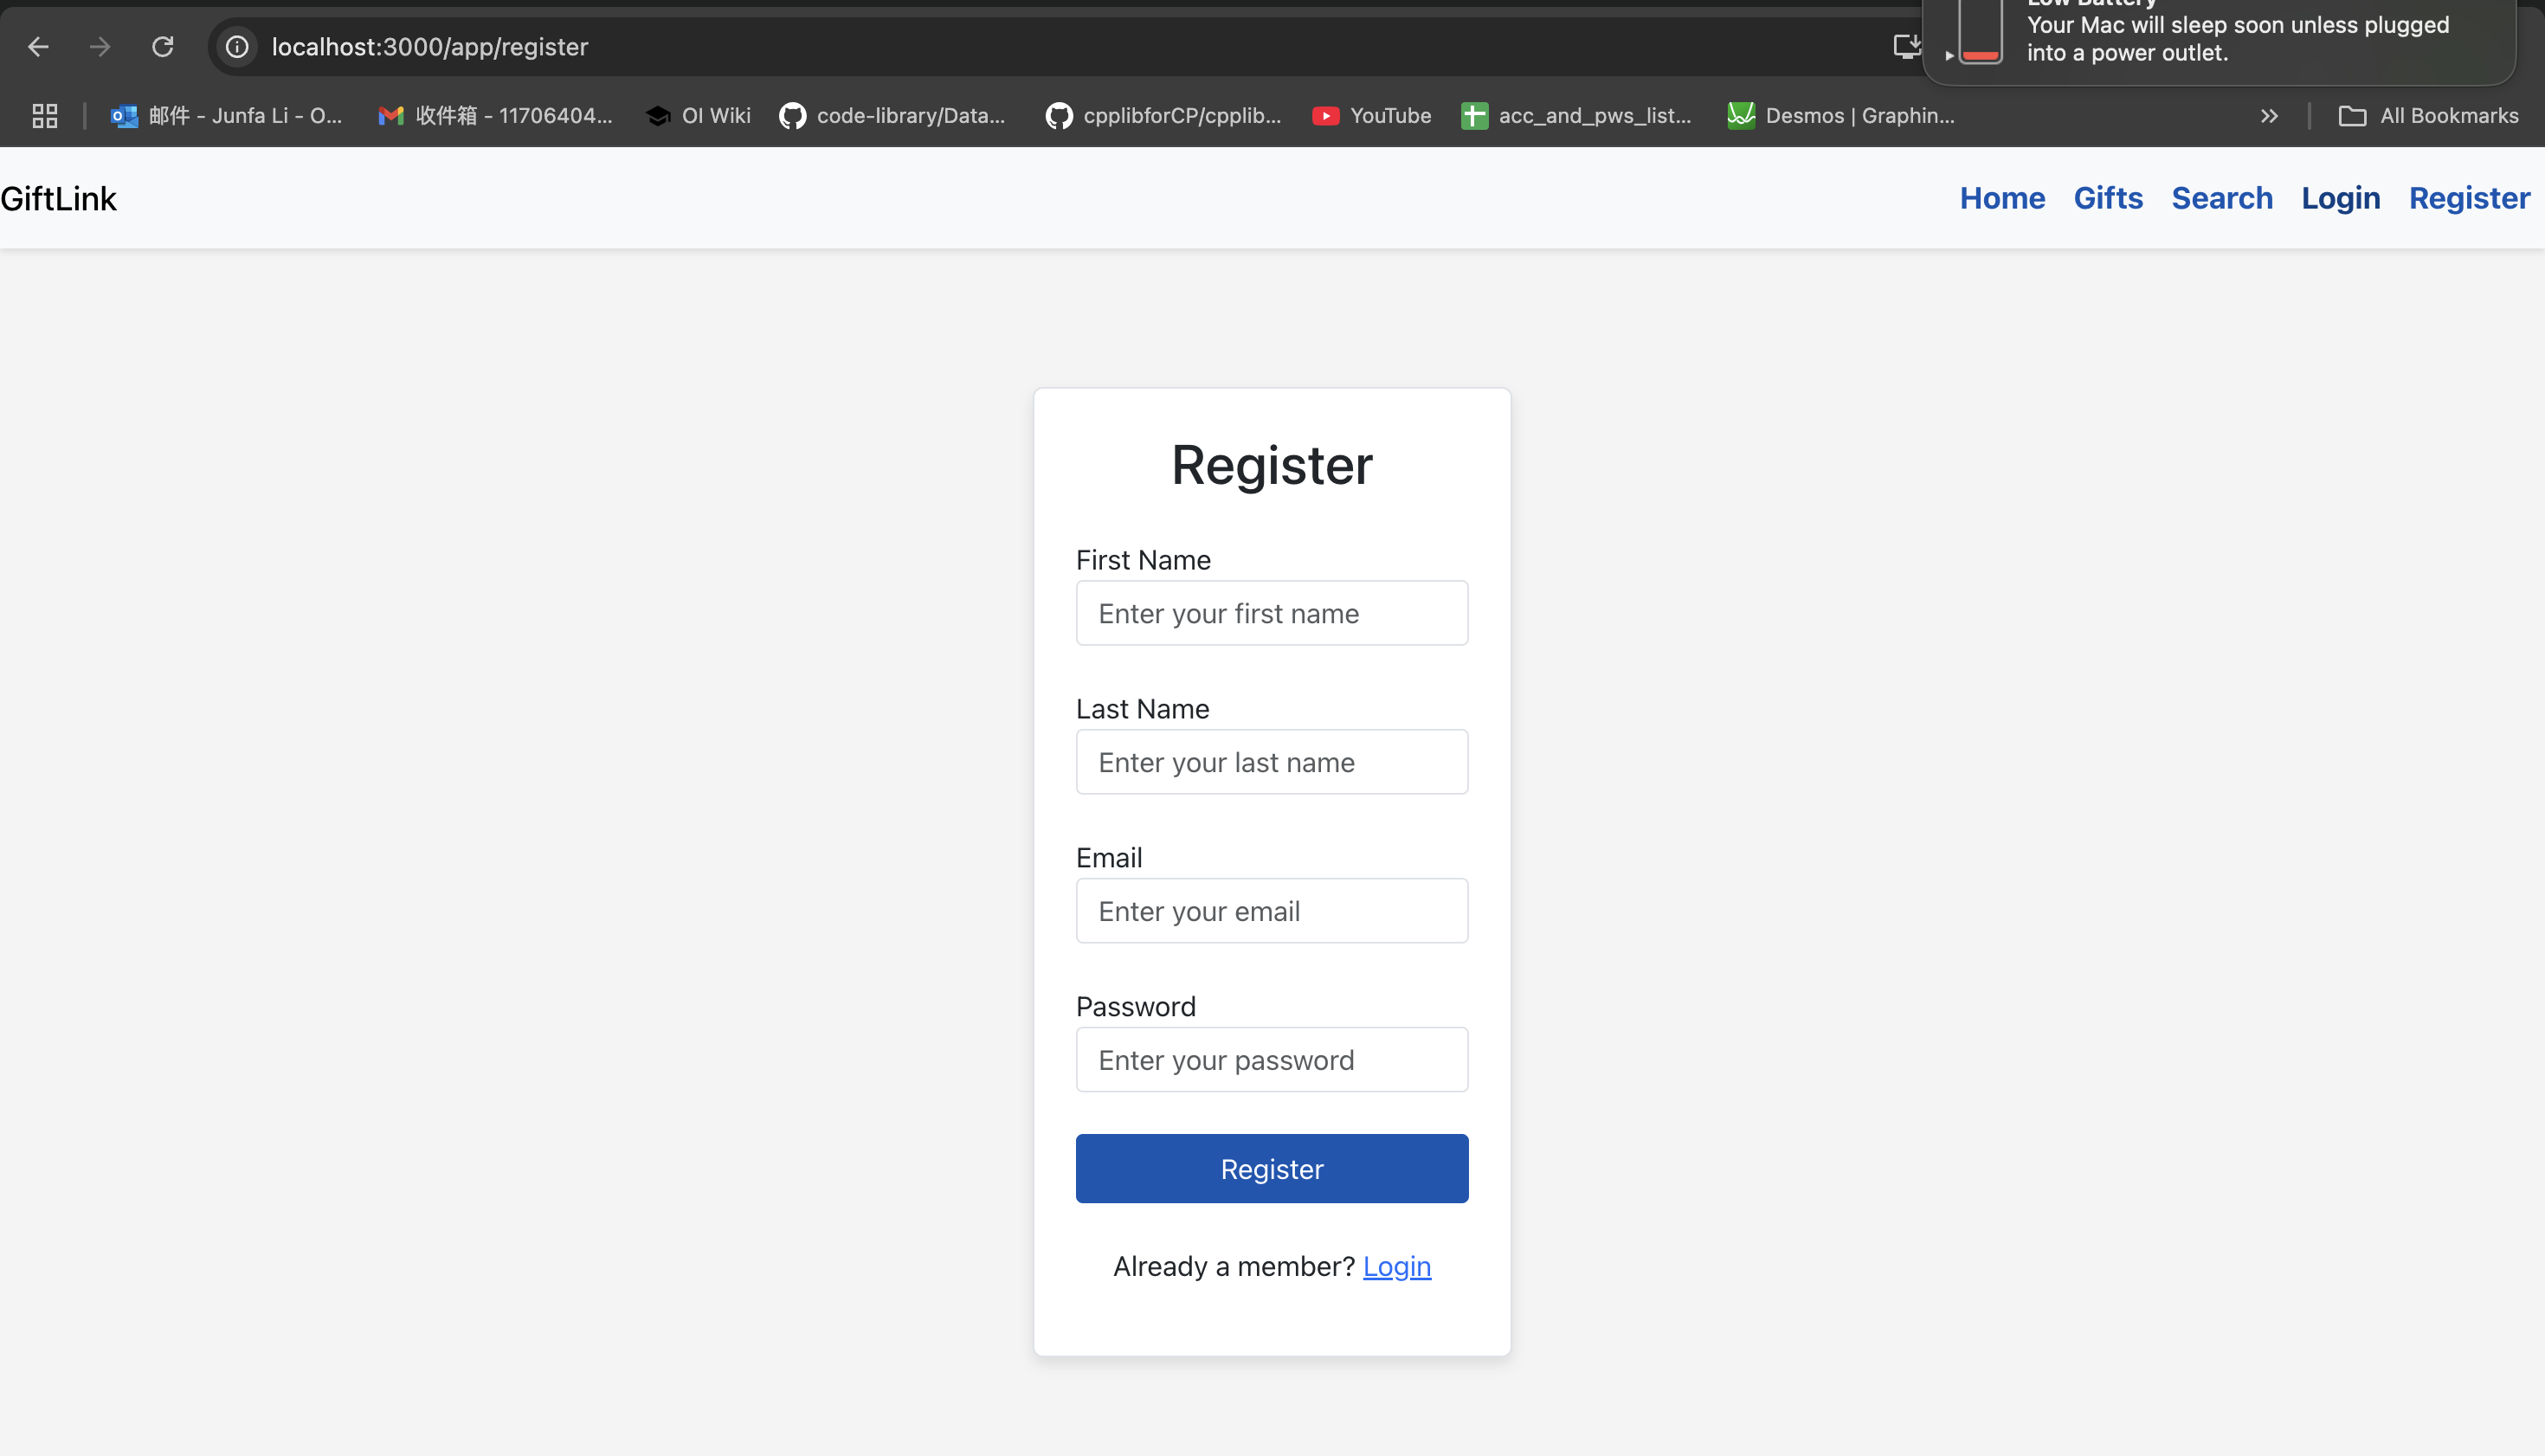 Low Battery
Your Mac will sleep soon unless plugged
into a power outlet.
localhost:3000/app/register
邮件 - Junfa Li - O...
收件箱 - 11706404...
OI Wiki
code-library/Data...
cpplibforCP/cpplib...
YouTube
acc_and_pws_list...
Desmos | Graphin...
All Bookmarks
GiftLink
Home
Gifts
Search
Login
Register
Register
First Name
Enter your first name
Last Name
Enter your last name
Email
Enter your email
Password
Enter your password
Register
Already a member? Login